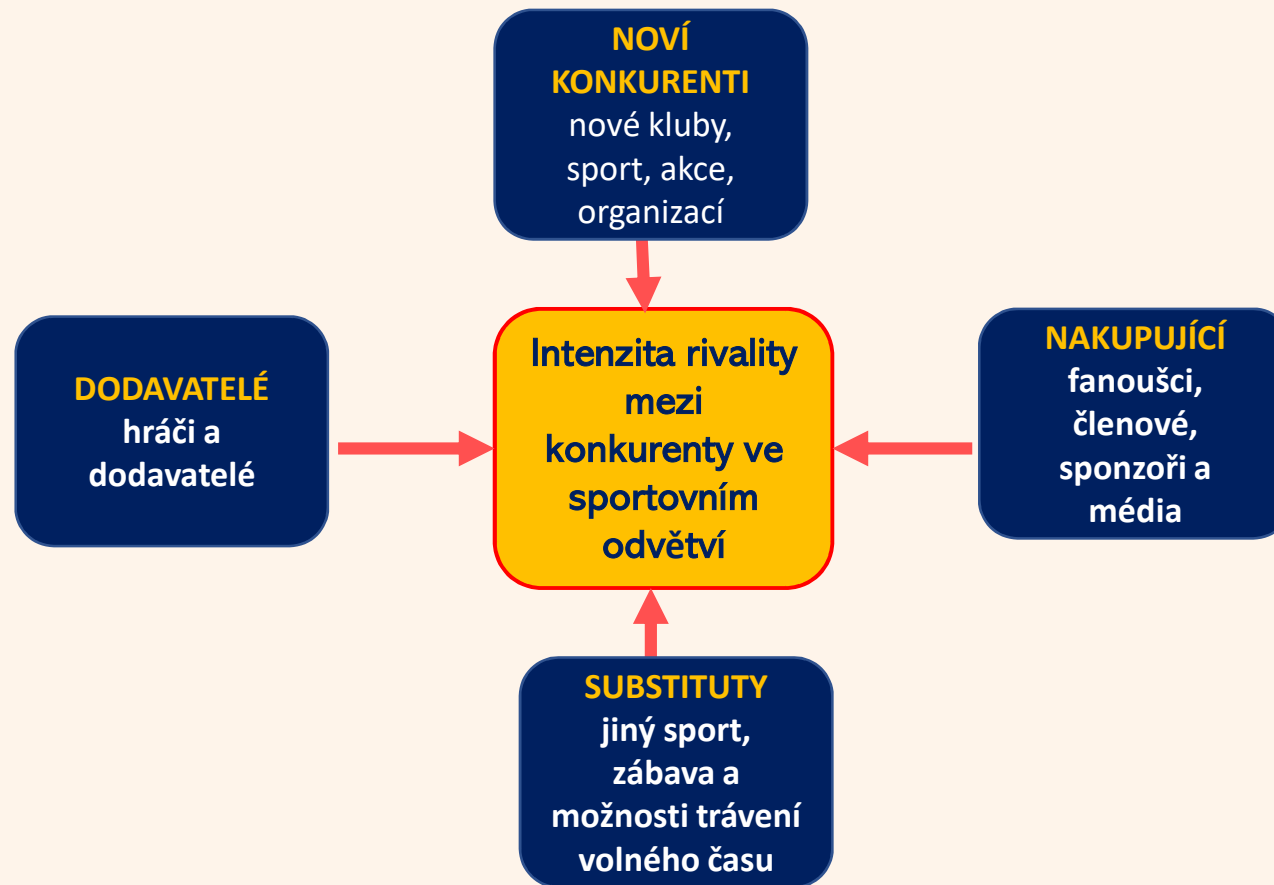 NOVÍ
KONKURENTI
nové kluby,
sport, akce,
organizací
DODAVATELÉ
hráči a
dodavatelé
Intenzita rivality
mezi
konkurenty ve
sportovním
odvětví
NAKUPUJÍCÍ
fanoušci,
členové,
sponzoři a
média
SUBSTITUTY
jiný sport,
zábava a
možnosti trávení
volného času